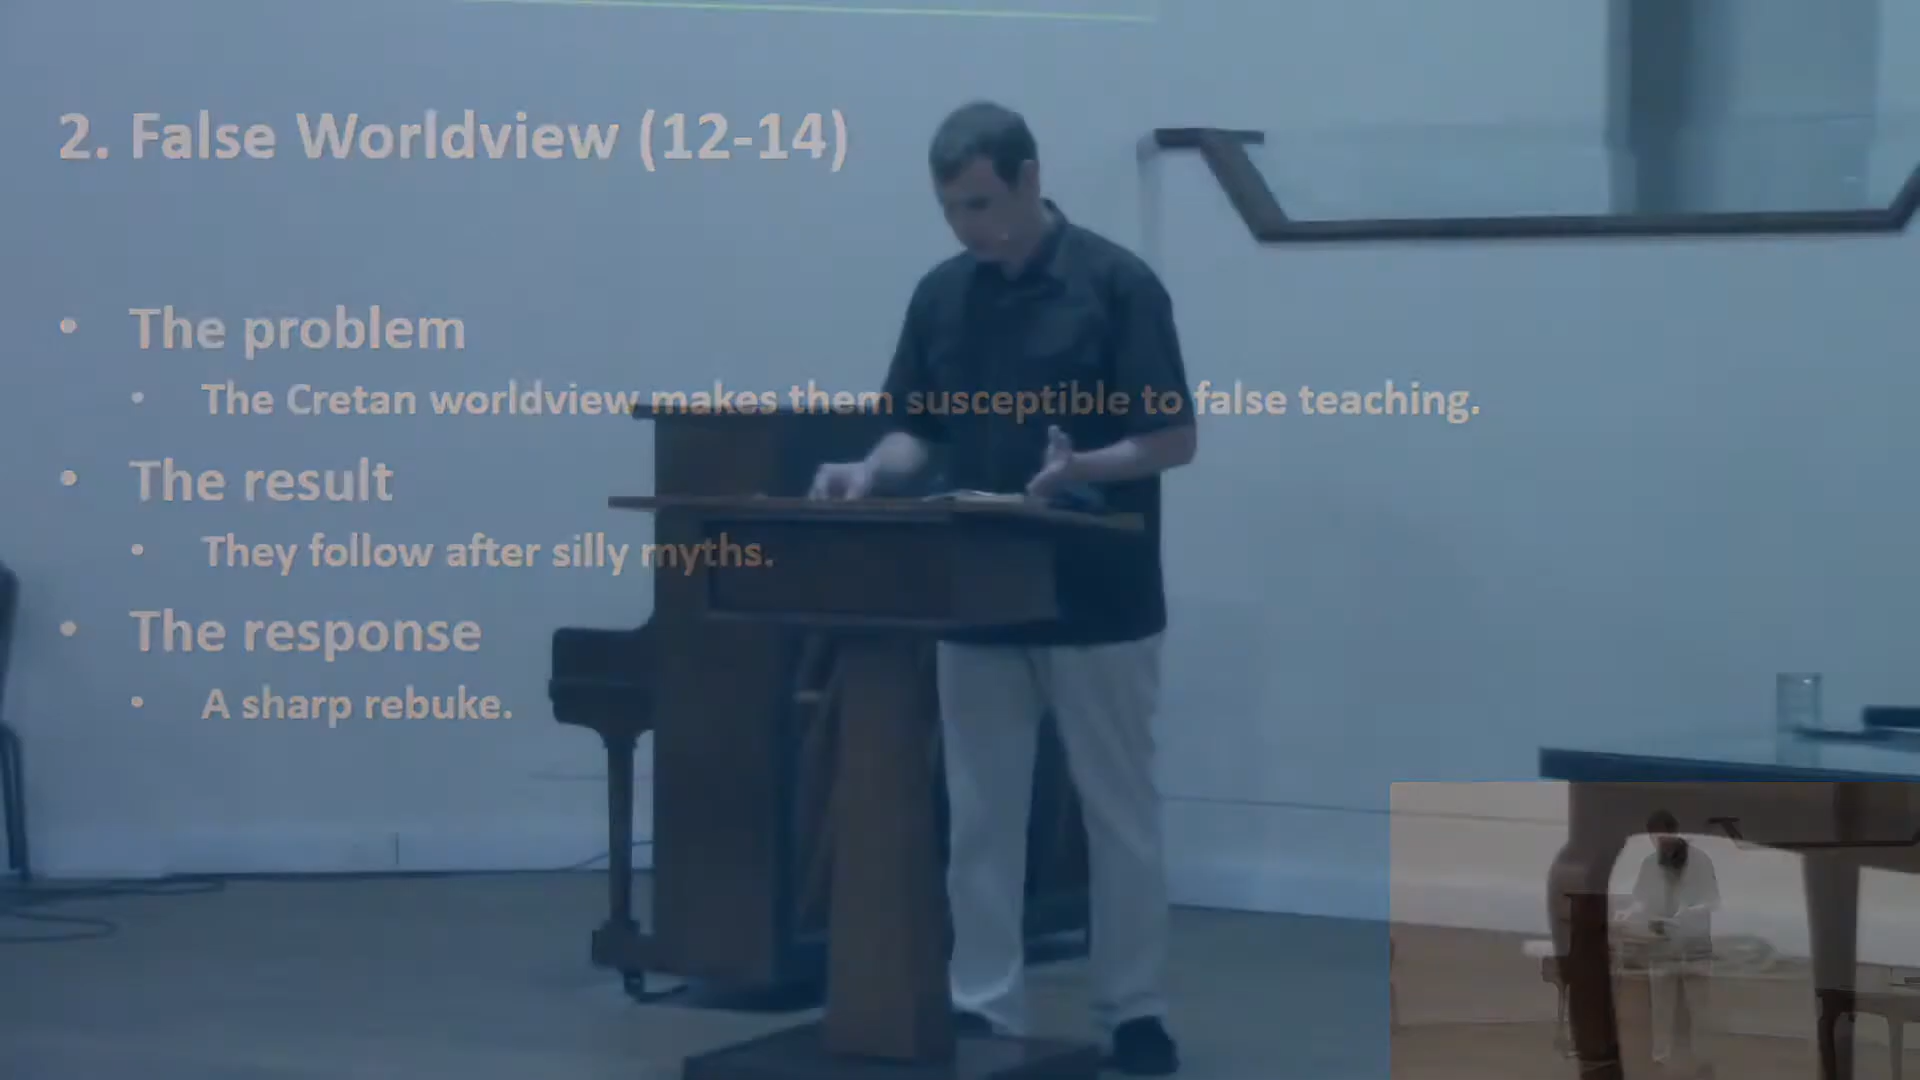 2. False Worldview (12-14)
• The problem
• The Cretan worldview makes them susceptible to false teaching.
• The result
• They follow after silly myths.
• The response
• A sharp rebuke.